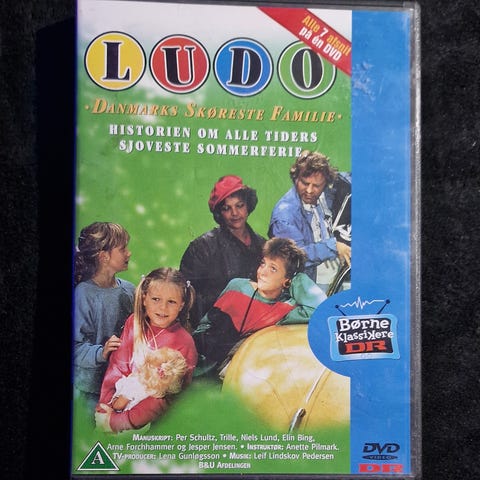 LUDO
Alle 7 afsnit
på én DVD
· DANMARKS SKØRESTE FAMILIE ·
HISTORIEN OM ALLE TIDERS
SJOVESTE SOMMERFERIE
Børne
Klassikere
DR
MANUSKRIPT: Per Schultz, Trille, Niels Lund, Elin Bing,
Arne Forchhammer og Jesper Jensen. • INSTRUKTØR: Anette Pilmark.
TV-PRODUCER: Lena Gunløgsson • MUSIK: Leif Lindskov Pedersen
B&U AFDELINGEN
A
DVD
VIDEO
DR